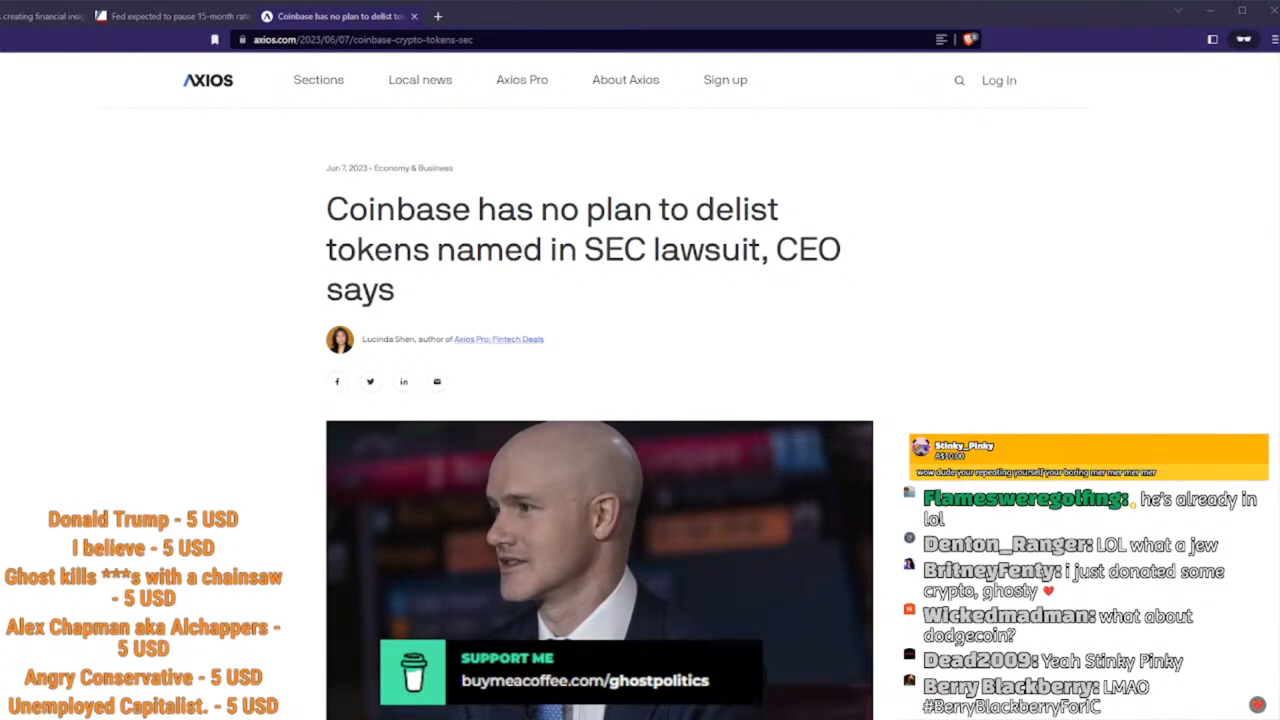 creating financial insig
Fed expected to pause 15-month rate
Coinbase has no plan to delist to
axios.com/2023/06/07/coinbase-crypto-tokens-sec
AXIOS
Sections
Local news
Axios Pro
About Axios
Sign up
Log In
Jun 7, 2023 - Economy & Business
Coinbase has no plan to delist
tokens named in SEC lawsuit, CEO
says
Lucinda Shen, author of Axios Pro: Fintech Deals
SUPPORT ME
buymeacoffee.com/ghostpolitics
Donald Trump - 5 USD
I believe - 5 USD
Ghost kills ***s with a chainsaw
- 5 USD
Alex Chapman aka Alchappers -
5 USD
Angry Conservative - 5 USD
Unemployed Capitalist. - 5 USD
Stinky_Pinky
A$10.00
wow dude your repeating yourself your boring mer mer mer mer
Flamesweregolfing: he's already in
lol
Denton_Ranger: LOL what a jew
BritneyFenty: i just donated some
crypto, ghosty
Wickedmadman: what about
dodgecoin?
Dead2009: Yeah Stinky Pinky
Berry Blackberry: LMAO
#BerryBlackberryForIC